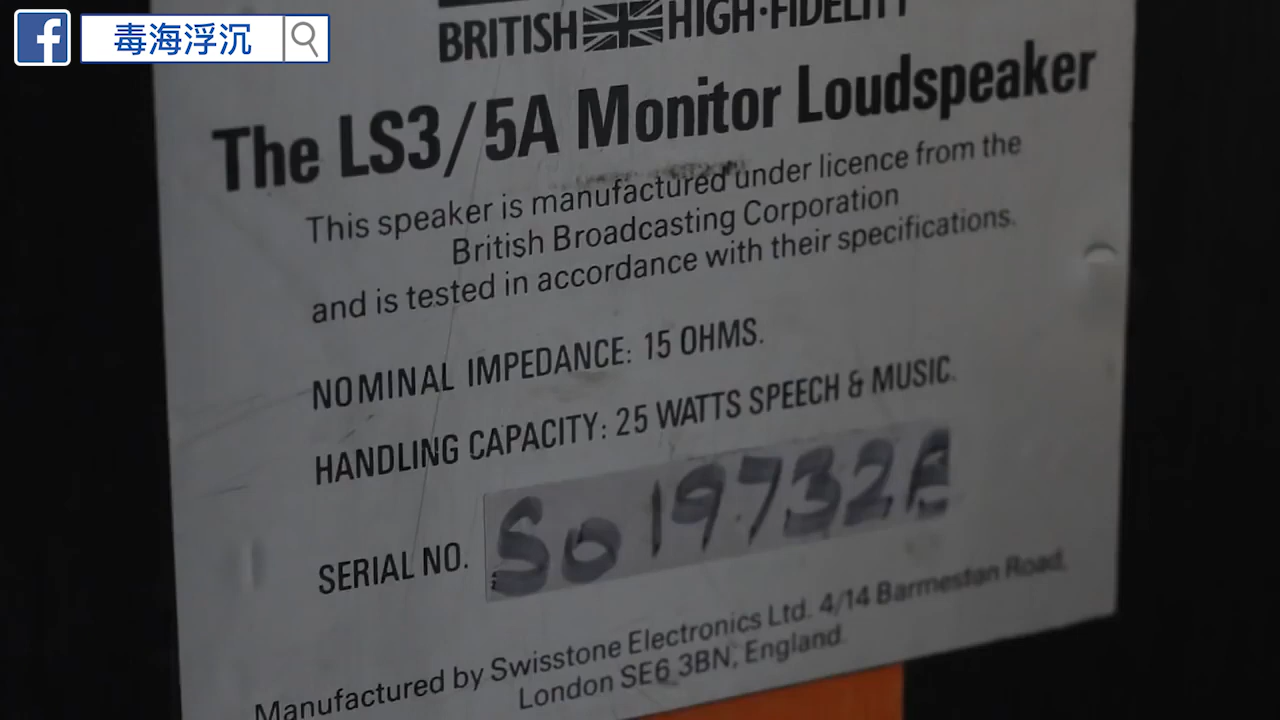 毒海浮沉
BRITISH HIGH·FIDELITY
The LS3/5A Monitor Loudspeaker
This speaker is manufactured under licence from the
British Broadcasting Corporation
and is tested in accordance with their specifications.
NOMINAL IMPEDANCE: 15 OHMS.
HANDLING CAPACITY: 25 WATTS SPEECH & MUSIC.
SERIAL NO. So 19732A
Manufactured by Swisstone Electronics Ltd. 4/14 Barmestan Road,
London SE6 3BN, England.